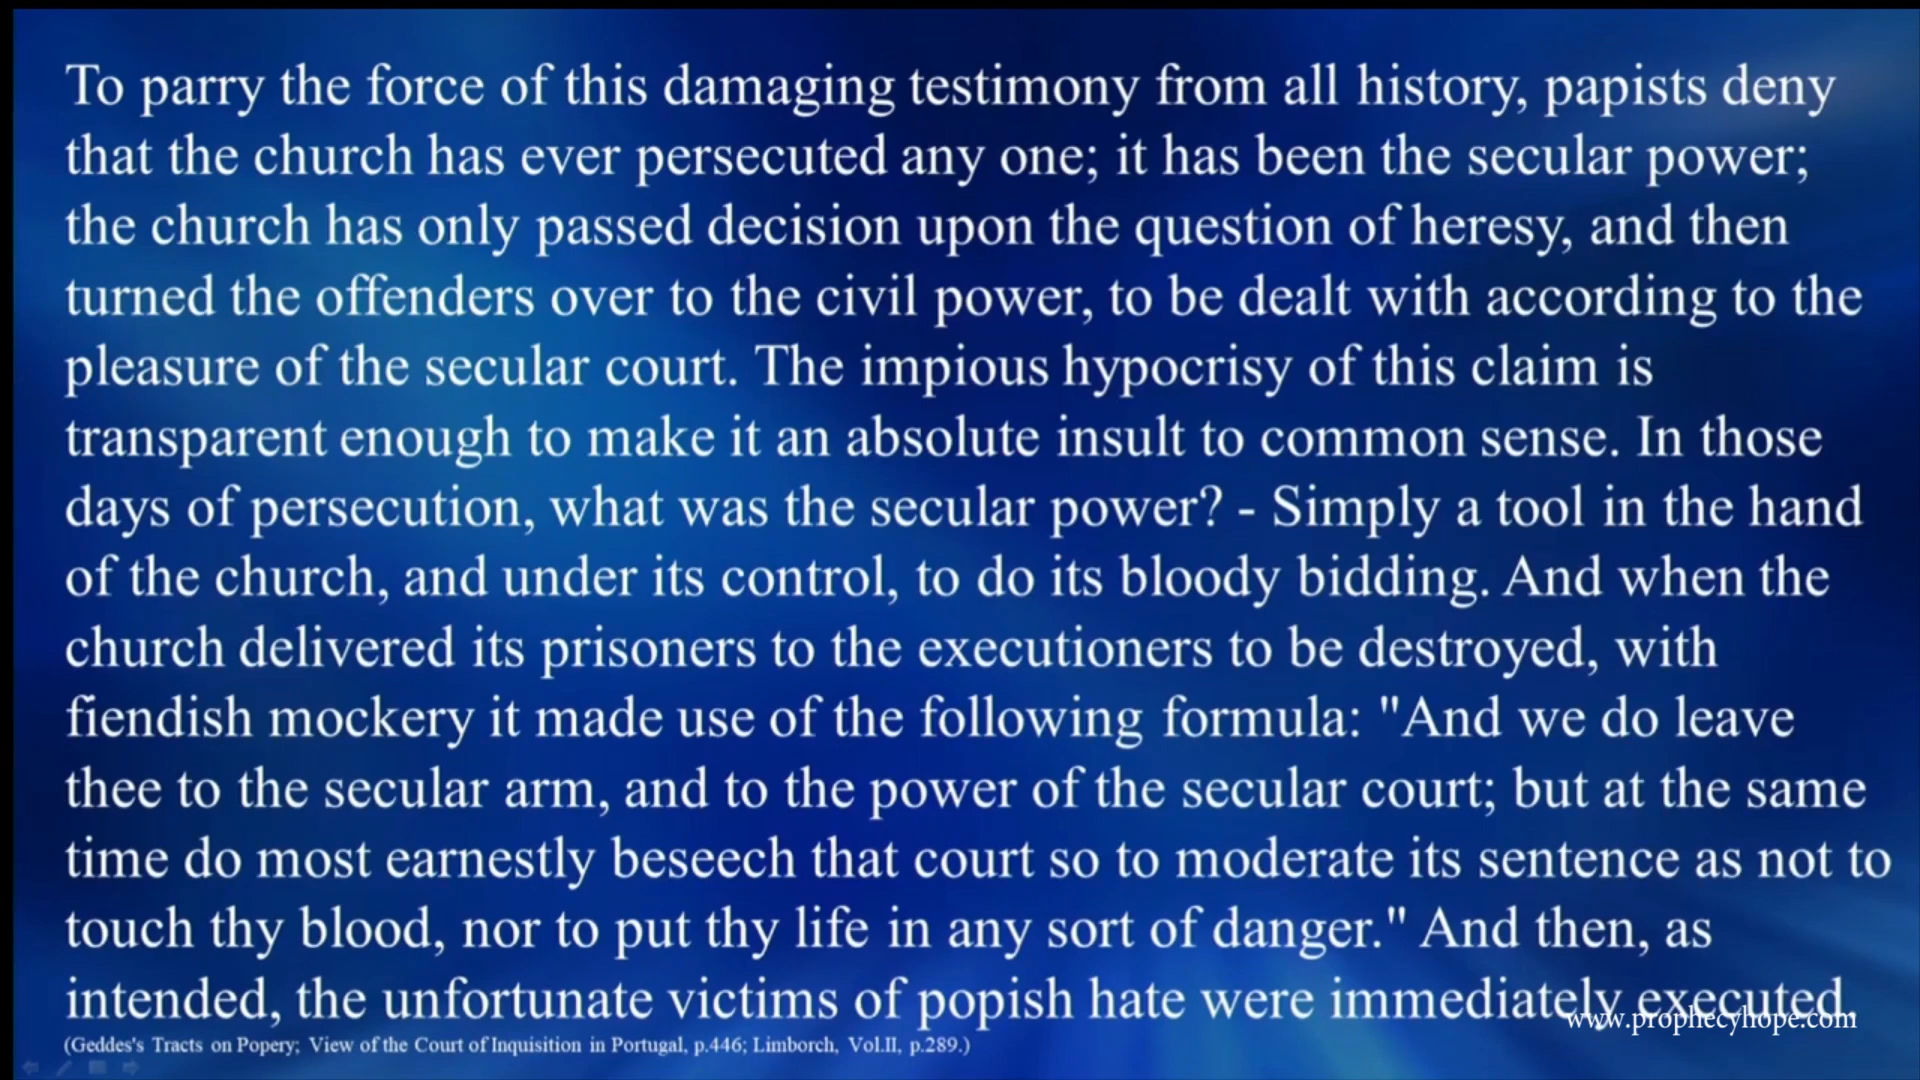 To parry the force of this damaging testimony from all history, papists deny
that the church has ever persecuted any one; it has been the secular power;
the church has only passed decision upon the question of heresy, and then
turned the offenders over to the civil power, to be dealt with according to the
pleasure of the secular court. The impious hypocrisy of this claim is
transparent enough to make it an absolute insult to common sense. In those
days of persecution, what was the secular power? - Simply a tool in the hand
of the church, and under its control, to do its bloody bidding. And when the
church delivered its prisoners to the executioners to be destroyed, with
fiendish mockery it made use of the following formula: "And we do leave
thee to the secular arm, and to the power of the secular court; but at the same
time do most earnestly beseech that court so to moderate its sentence as not to
touch thy blood, nor to put thy life in any sort of danger." And then, as
intended, the unfortunate victims of popish hate were immediately executed.
www.prophecyhope.com
(Geddes's Tracts on Popery; View of the Court of Inquisition in Portugal, p.446; Limborch, Vol.II, p.289.)